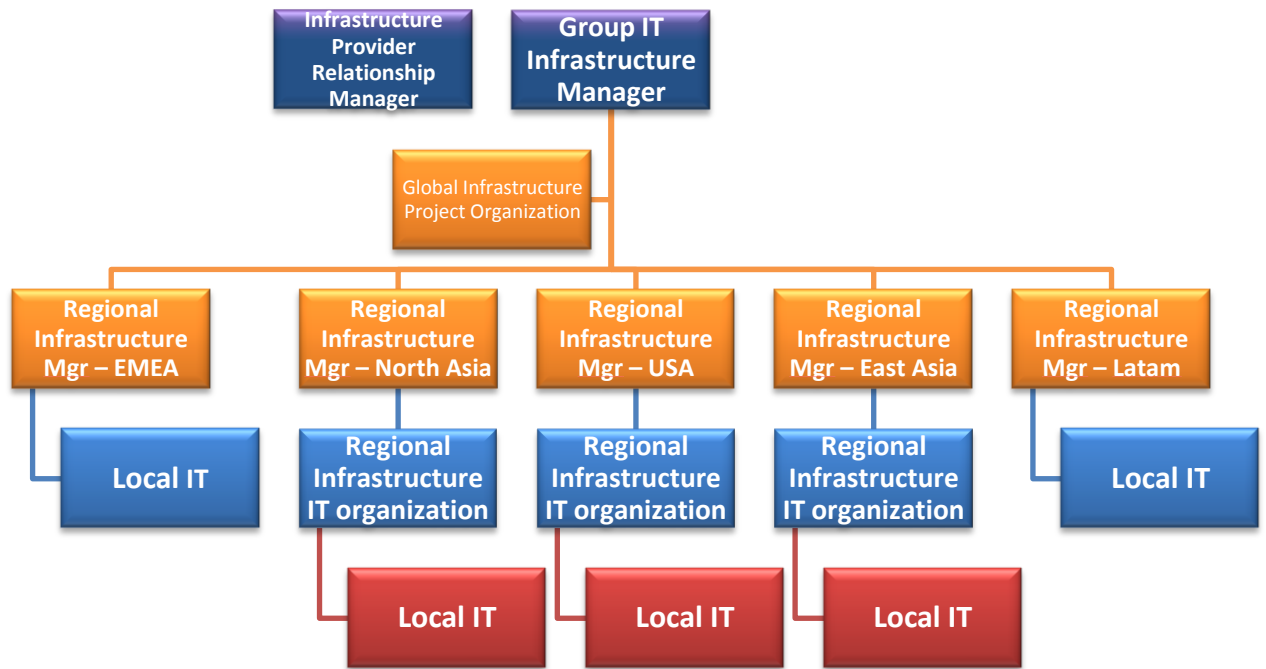 Infrastructure
Provider
Relationship
Manager
Group IT
Infrastructure
Manager
Global Infrastructure
Project Organization
Regional
Infrastructure
Mgr – EMEA
Regional
Infrastructure
Mgr – North Asia
Regional
Infrastructure
Mgr – USA
Regional
Infrastructure
Mgr – East Asia
Regional
Infrastructure
Mgr – Latam
Local IT
Regional
Infrastructure
IT organization
Regional
Infrastructure
IT organization
Regional
Infrastructure
IT organization
Local IT
Local IT
Local IT
Local IT